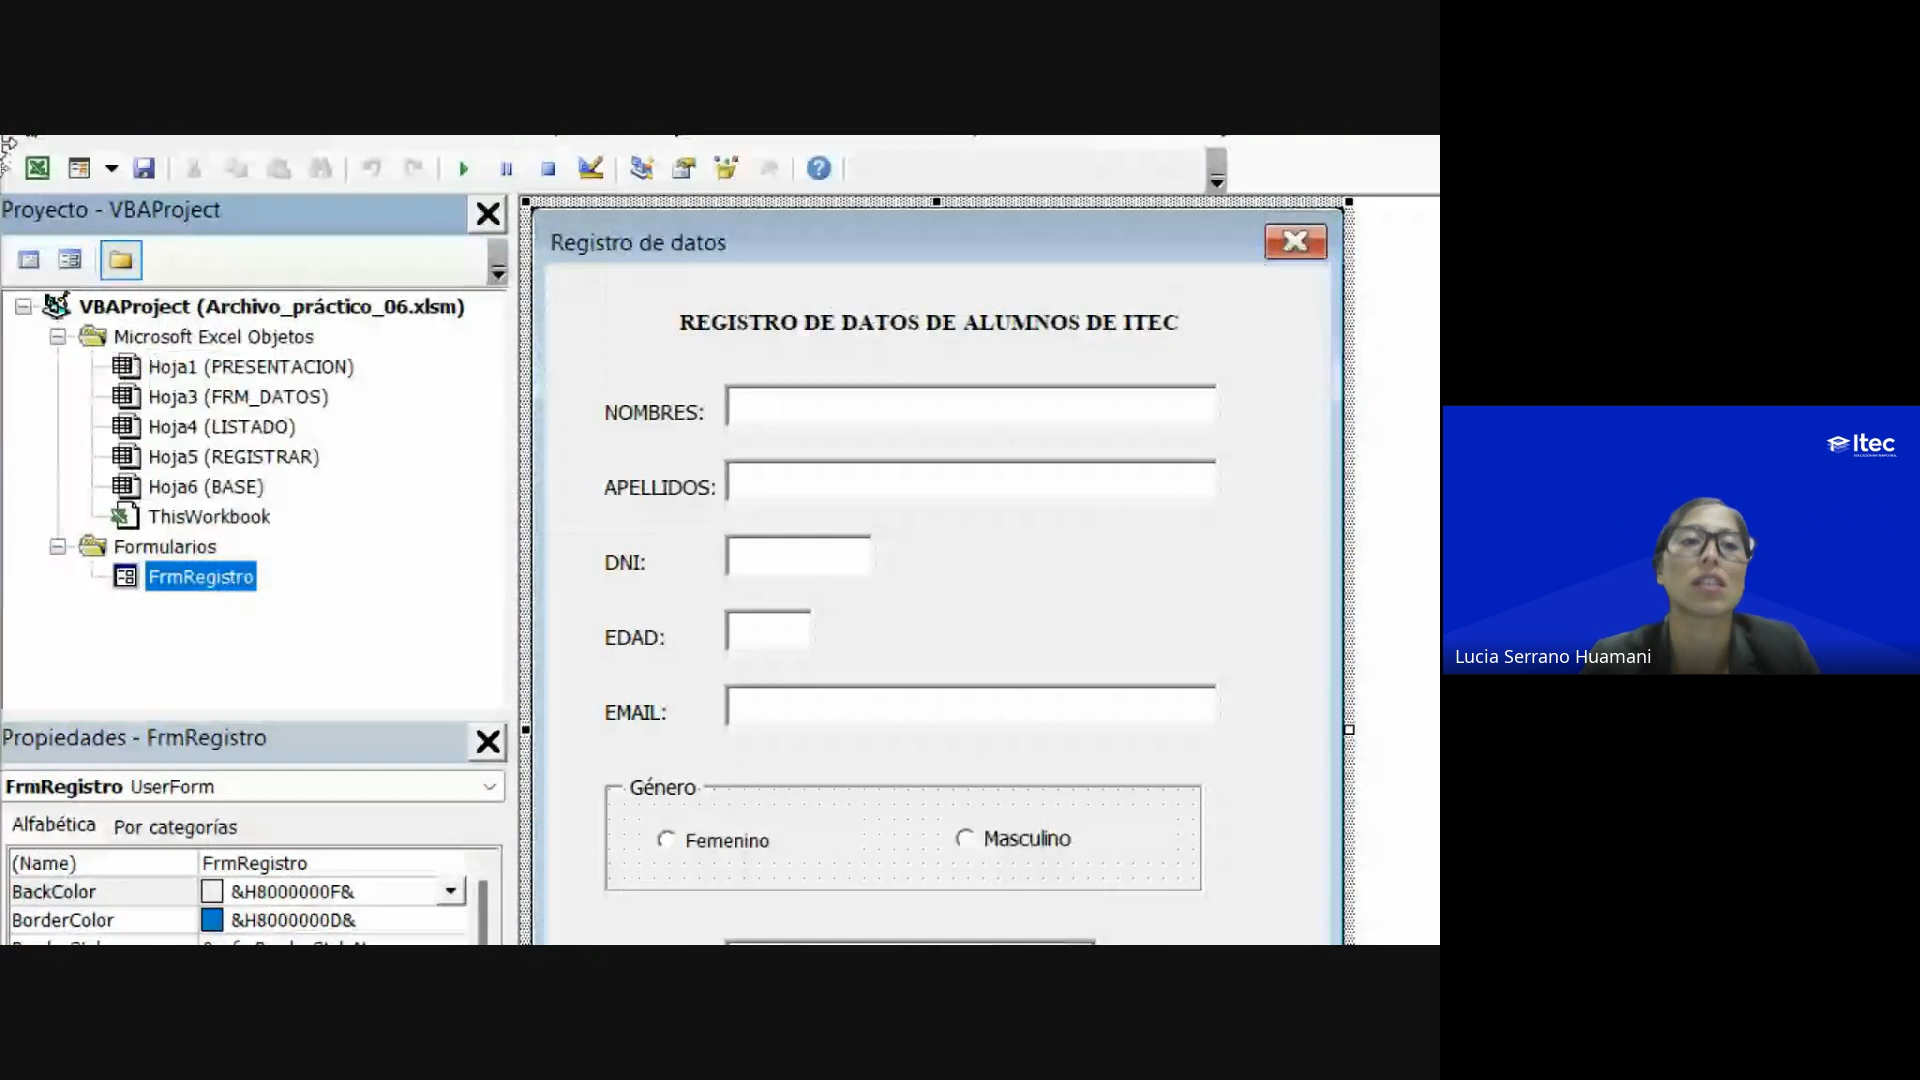 Proyecto - VBAProject
VBAProject (Archivo_práctico_06.xlsm)
Microsoft Excel Objetos
Hoja1 (PRESENTACION)
Hoja3 (FRM_DATOS)
Hoja4 (LISTADO)
Hoja5 (REGISTRAR)
Hoja6 (BASE)
ThisWorkbook
Formularios
FrmRegistro
Propiedades - FrmRegistro
FrmRegistro UserForm
Alfabética Por categorías
(Name) FrmRegistro
BackColor &H8000000F&
BorderColor &H8000000D&
Registro de datos
REGISTRO DE DATOS DE ALUMNOS DE ITEC
NOMBRES:
APELLIDOS:
DNI:
EDAD:
EMAIL:
Género
Femenino
Masculino
Itec
Lucia Serrano Huamani